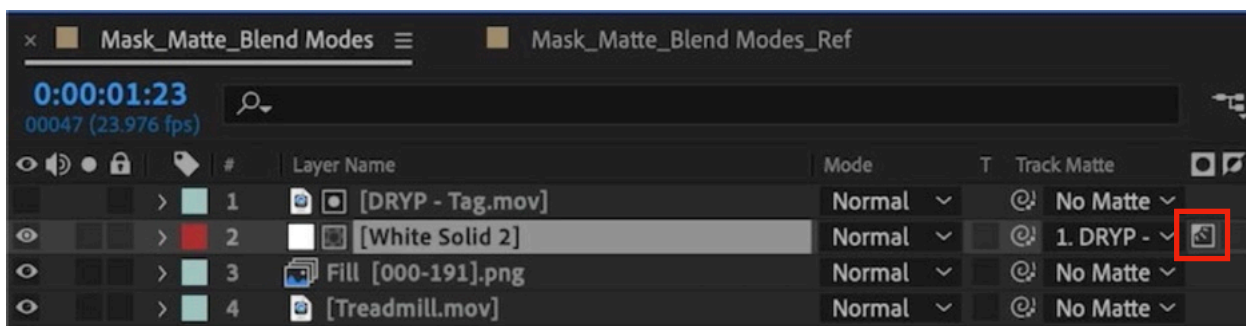 × Mask_Matte_Blend Modes ≡ Mask_Matte_Blend Modes_Ref
0:00:01:23
00047 (23.976 fps)
# Layer Name Mode T Track Matte
1 [DRYP - Tag.mov] Normal No Matte
2 [White Solid 2] Normal 1. DRYP -
3 Fill [000-191].png Normal No Matte
4 [Treadmill.mov] Normal No Matte